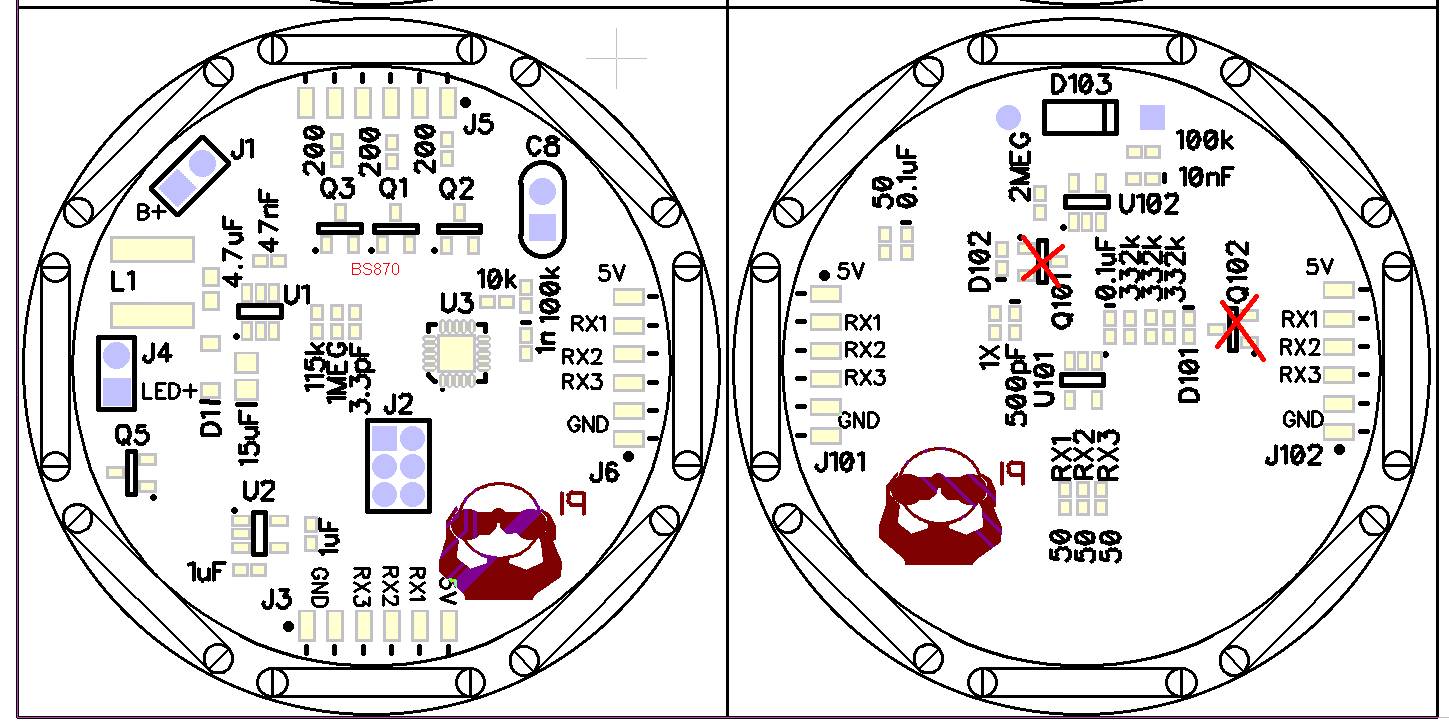 J5
200
200
200
J1
C8
Q3
Q1
Q2
B+
47nF
4.7uF
BS870
L1
10k
100k
5V
U1
U3
RX1
1n
J4
RX2
115k
1MEG
3.3pF
RX3
LED+
D1
15uF
J2
GND
Q5
J6
U2
19
1uF
1uF
GND
RX3
RX2
RX1
5V
J3
D103
100k
2MEG
10nF
50
0.1uF
U102
D102
0.1uF
332k
332k
332k
Q102
5V
5V
Q101
RX1
RX1
RX2
RX2
1X
500pF
U101
D101
RX3
RX3
GND
GND
J101
J102
RX1
RX2
RX3
19
50
50
50